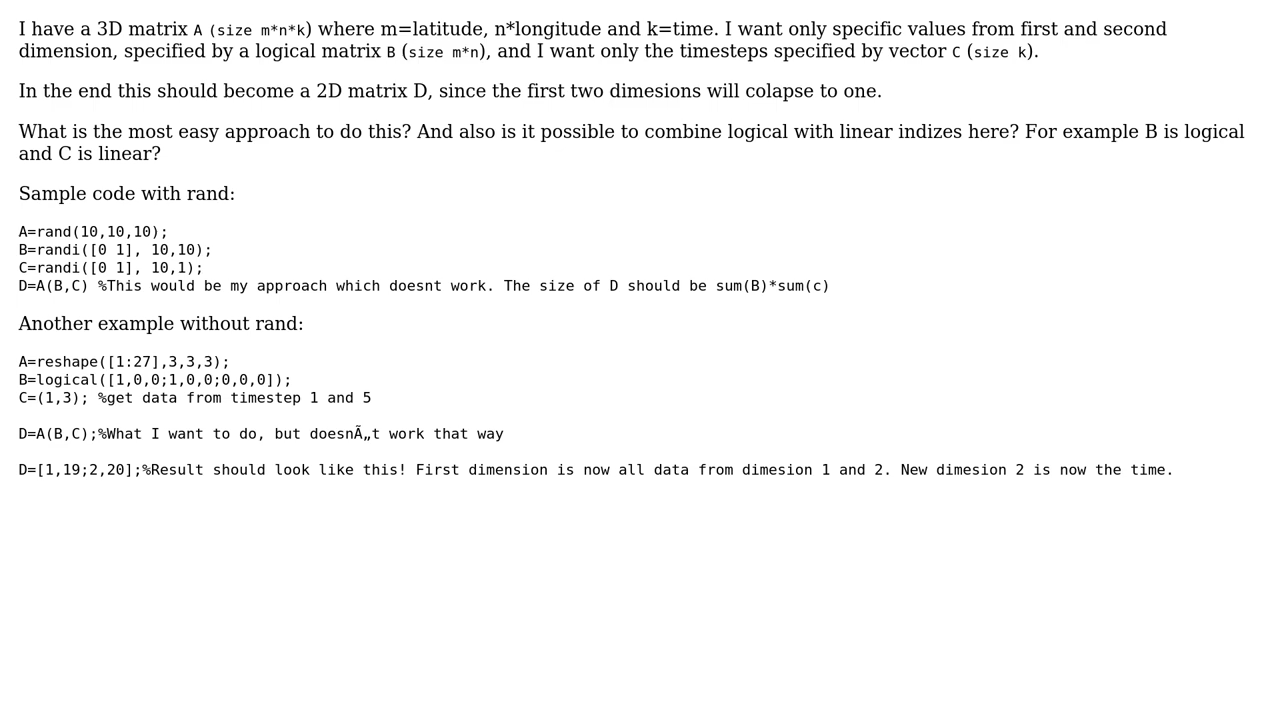 I have a 3D matrix A (size m*n*k) where m=latitude, n*longitude and k=time. I want only specific values from first and second
dimension, specified by a logical matrix B (size m*n), and I want only the timesteps specified by vector C (size k).
In the end this should become a 2D matrix D, since the first two dimesions will colapse to one.
What is the most easy approach to do this? And also is it possible to combine logical with linear indizes here? For example B is logical
and C is linear?
Sample code with rand:
A=rand(10,10,10);
B=randi([0 1], 10,10);
C=randi([0 1], 10,1);
D=A(B,C) %This would be my approach which doesnt work. The size of D should be sum(B)*sum(c)
Another example without rand:
A=reshape([1:27],3,3,3);
B=logical([1,0,0;1,0,0;0,0,0]);
C=(1,3); %get data from timestep 1 and 5
D=A(B,C);%What I want to do, but doesnÃ„t work that way
D=[1,19;2,20];%Result should look like this! First dimension is now all data from dimesion 1 and 2. New dimesion 2 is now the time.